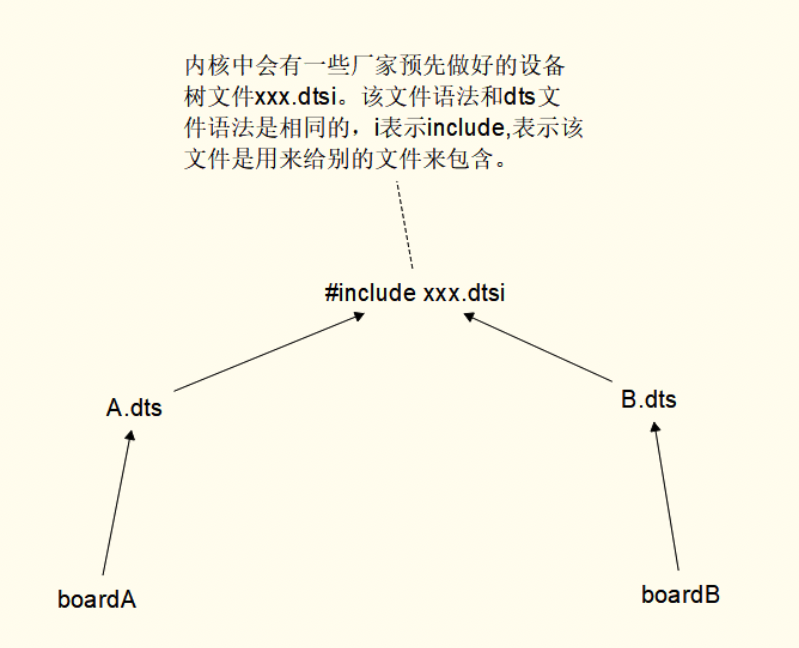 内核中会有一些厂家预先做好的设备
树文件xxx.dtsi。该文件语法和dts文
件语法是相同的，i表示include,表示该
文件是用来给别的文件来包含。
#include xxx.dtsi
A.dts
B.dts
boardA
boardB